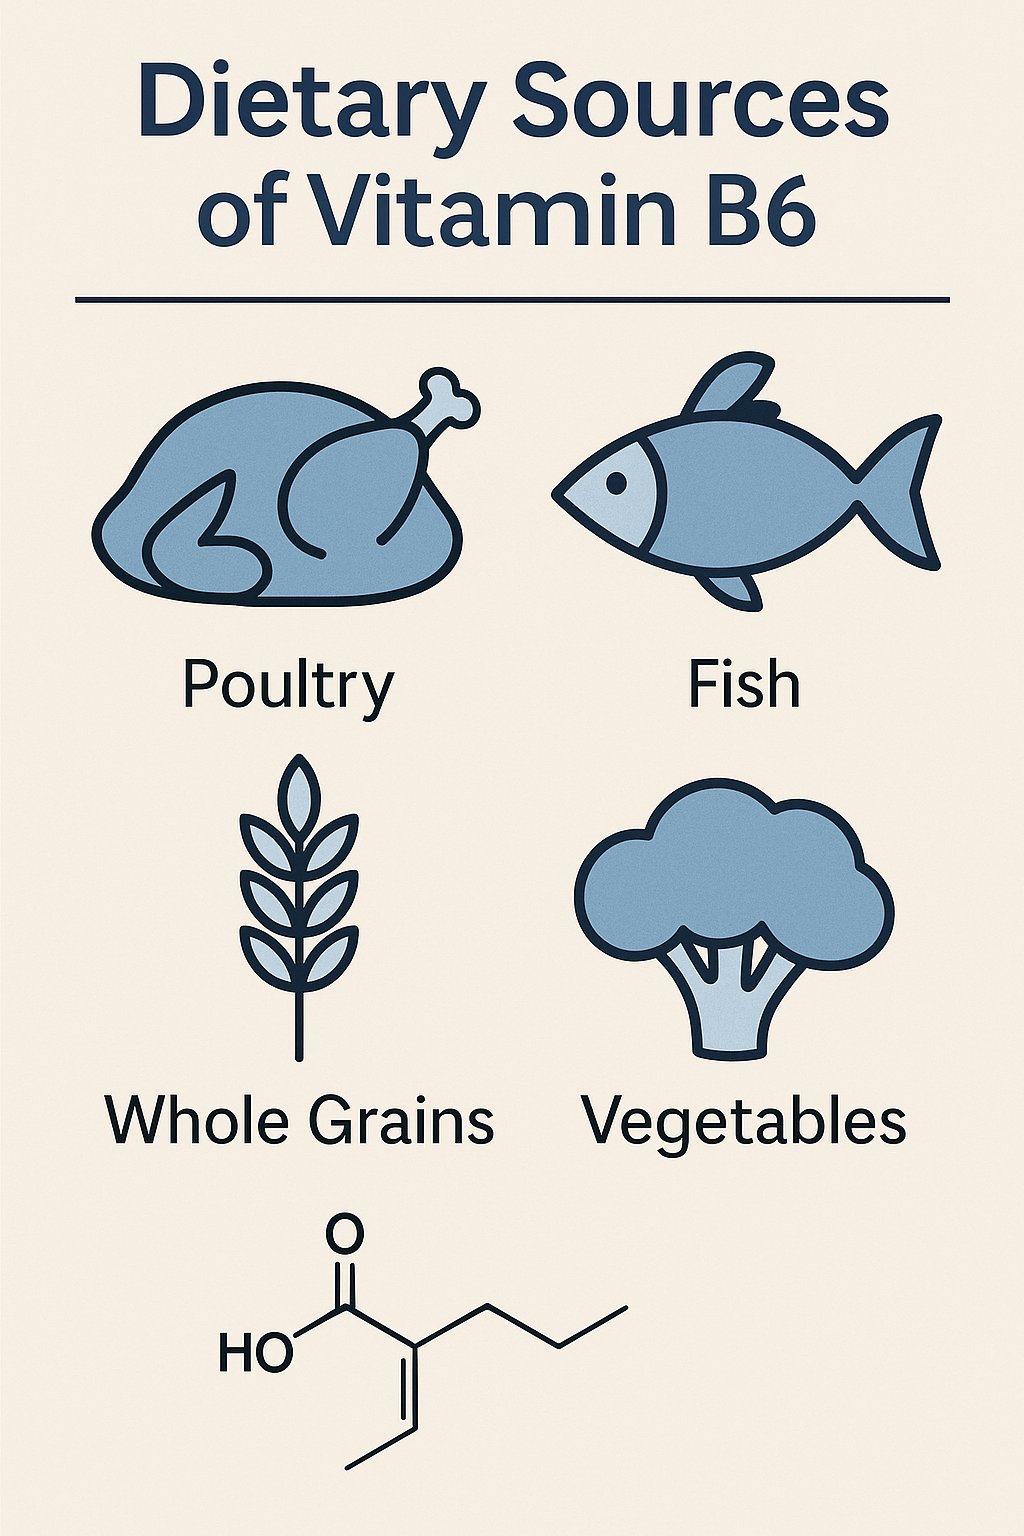 Dietary Sources
of Vitamin B6
Poultry
Fish
Whole Grains
Vegetables
O
HO